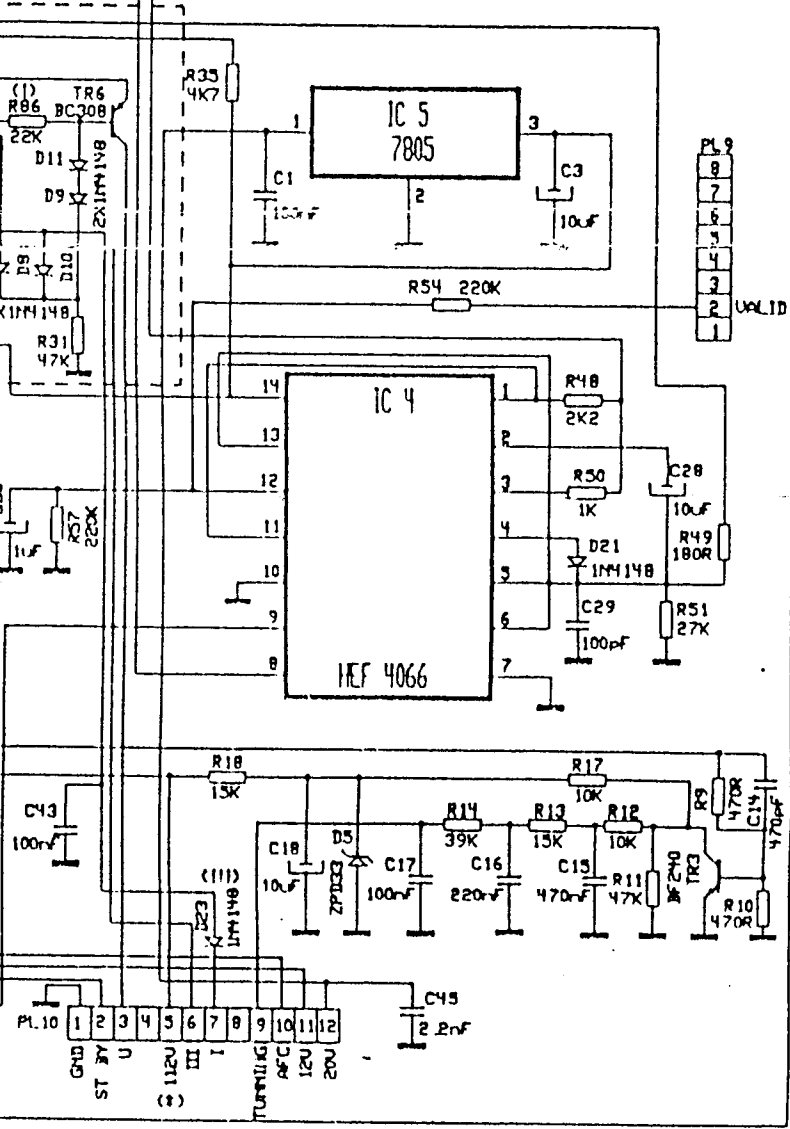 R35
4K7
IC 5
7805
1
3
2
C1
100nF
C3
10uF
(|)
R86
22K
TR6
BC308
D11
D9
2X1N4148
D8
D10
X1N4148
R31
47K
PL9
8
7
6
5
4
3
2
1
VALID
R54 220K
IC 4
HEF 4066
14
13
12
11
10
9
8
1
2
3
4
5
6
7
R48
2K2
R50
1K
C28
10uF
R49
180R
D21
1N4148
C29
100pF
R51
27K
1uF
R57
220K
R18
15K
R17
10K
R9
470R
C14
470pF
C43
100nF
R14
39K
R13
15K
R12
10K
C18
10uF
D5
ZPD33
C17
100nF
C16
220nF
C15
470nF
R11
47K
BF240
TR3
R10
470R
(|||)
D23
1N4148
C45
2.2nF
PL10
1
2
3
4
5
6
7
8
9
10
11
12
GND
ST BY
U
112V
III
I
TUNNING
AFC
12V
20V
(*)